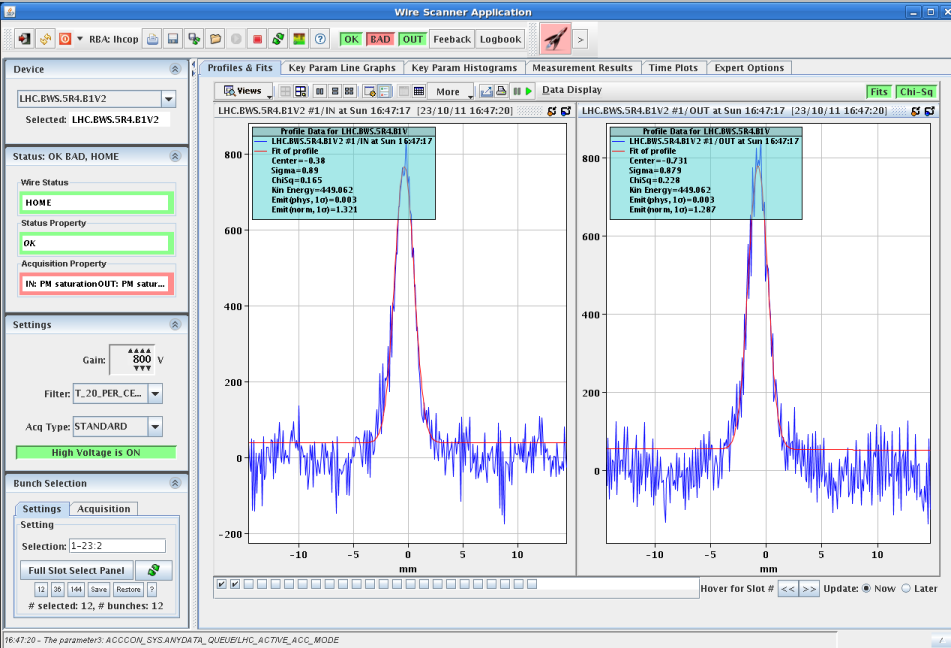 Wire Scanner Application
RBA: lhcop
OK BAD OUT Feeback Logbook >
Device
LHC.BWS.5R4.B1V2
Selected: LHC.BWS.5R4.B1V2
Status: OK BAD, HOME
Wire Status
HOME
Status Property
OK
Acquisition Property
IN: PM saturationOUT: PM satur...
Settings
Gain: 800 V
Filter: T_20_PER_CE...
Acq Type: STANDARD
High Voltage is ON
Bunch Selection
Settings Acquisition
Setting
Selection: 1-23:2
Full Slot Select Panel
12 36 144 Save Restore ?
# selected: 12, # bunches: 12
Profiles & Fits Key Param Line Graphs Key Param Histograms Measurement Results Time Plots Expert Options
Views More Data Display Fits Chi-Sq
LHC.BWS.5R4.B1V2 #1/IN at Sun 16:47:17 [23/10/11 16:47:20]
Profile Data for LHC.BWS.5R4.B1V
LHC.BWS.5R4.B1V2 #1/IN at Sun 16:47:17
Fit of profile
Center=-0.38
Sigma=0.89
ChiSq=0.165
Kin Energy=449.062
Emit(phys, 1σ)=0.003
Emit(norm, 1σ)=1.321
800
600
400
200
0
-200
-10 -5 0 5 10
mm
LHC.BWS.5R4.B1V2 #1/OUT at Sun 16:47:17 [23/10/11 16:47:20]
Profile Data for LHC.BWS.5R4.B1V
LHC.BWS.5R4.B1V2 #1/OUT at Sun 16:47:17
Fit of profile
Center=-0.731
Sigma=0.879
ChiSq=0.228
Kin Energy=449.062
Emit(phys, 1σ)=0.003
Emit(norm, 1σ)=1.287
800
600
400
200
0
-10 -5 0 5 10
mm
Hover for Slot # << >> Update: Now Later
16:47:20 - The parameter3: ACCCON_SYS.ANYDATA_QUEUE/LHC_ACTIVE_ACC_MODE